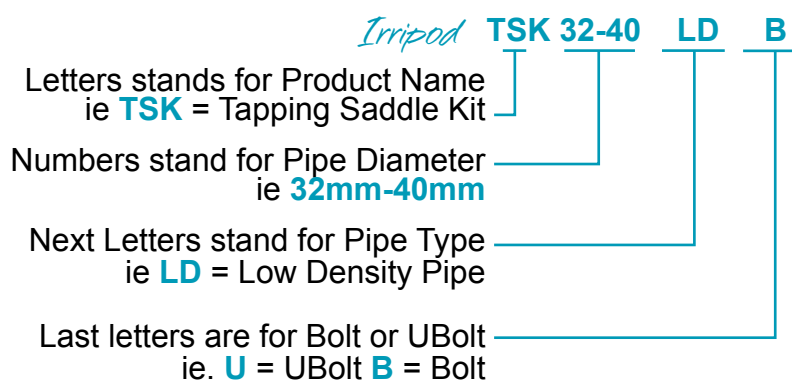 Irripod TSK 32-40 LD B
Letters stands for Product Name
ie TSK = Tapping Saddle Kit
Numbers stand for Pipe Diameter
ie 32mm-40mm
Next Letters stand for Pipe Type
ie LD = Low Density Pipe
Last letters are for Bolt or UBolt
ie. U = UBolt B = Bolt